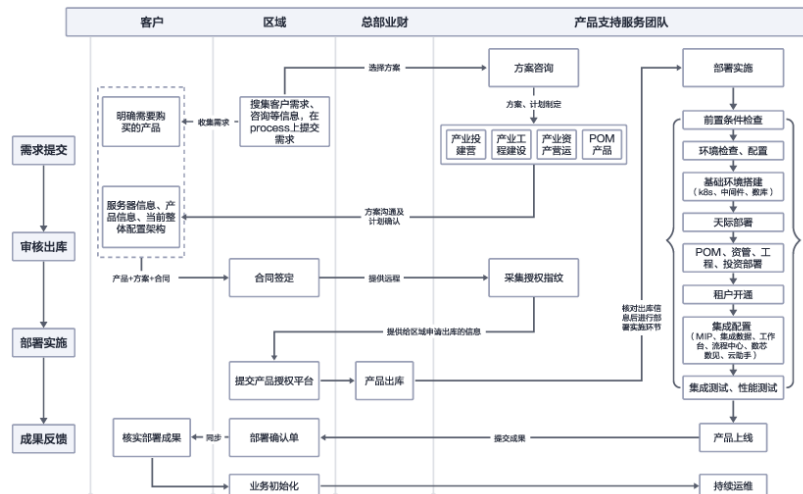 客户
区域
总部业财
产品支持服务团队
需求提交
审核出库
部署实施
成果反馈
选择方案
方案咨询
部署实施
明确需要购
买的产品
收集需求
搜集客户需求、
咨询等信息，在
process上提交
需求
方案、计划制定
产业投
建营
产业工
程建设
产业资
产营运
POM
产品
服务器信息、产
品信息、当前整
体配置架构
方案沟通及
计划确认
产品+方案+合同
合同签定
提供远程
采集授权指纹
提供给区域申请出库的信息
提交产品授权平台
产品出库
核对出库信
息后进行部
署实施环节
前置条件检查
环境检查、配置
基础环境搭建
（k8s、中间件、数库）
天际部署
POM、资管、工
程、投资部署
租户开通
集成配置
（MIP、集成数据、工作
台、流程中心、数芯
数见、云助手）
集成测试、性能测试
产品上线
提交成果
部署确认单
同步
核实部署成果
业务初始化
持续运维